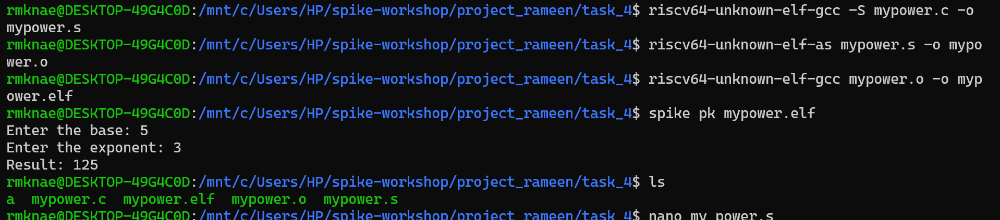 rmknae@DESKTOP-49G4C0D:/mnt/c/Users/HP/spike-workshop/project_rameen/task_4$ riscv64-unknown-elf-gcc -S mypower.c -o
mypower.s
rmknae@DESKTOP-49G4C0D:/mnt/c/Users/HP/spike-workshop/project_rameen/task_4$ riscv64-unknown-elf-as mypower.s -o mypo
wer.o
rmknae@DESKTOP-49G4C0D:/mnt/c/Users/HP/spike-workshop/project_rameen/task_4$ riscv64-unknown-elf-gcc mypower.o -o myp
ower.elf
rmknae@DESKTOP-49G4C0D:/mnt/c/Users/HP/spike-workshop/project_rameen/task_4$ spike pk mypower.elf
Enter the base: 5
Enter the exponent: 3
Result: 125
rmknae@DESKTOP-49G4C0D:/mnt/c/Users/HP/spike-workshop/project_rameen/task_4$ ls
a  mypower.c  mypower.elf  mypower.o  mypower.s
rmknae@DESKTOP-49G4C0D:/mnt/c/Users/HP/spike-workshop/project_rameen/task_4$ nano my_power.s